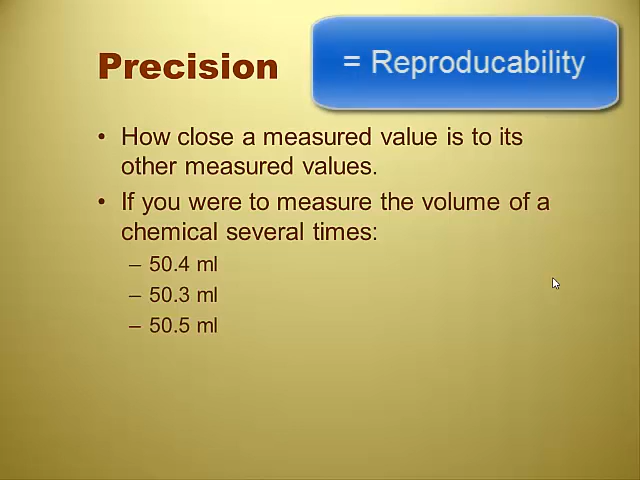 Precision
= Reproducability
• How close a measured value is to its
other measured values.
• If you were to measure the volume of a
chemical several times:
– 50.4 ml
– 50.3 ml
– 50.5 ml